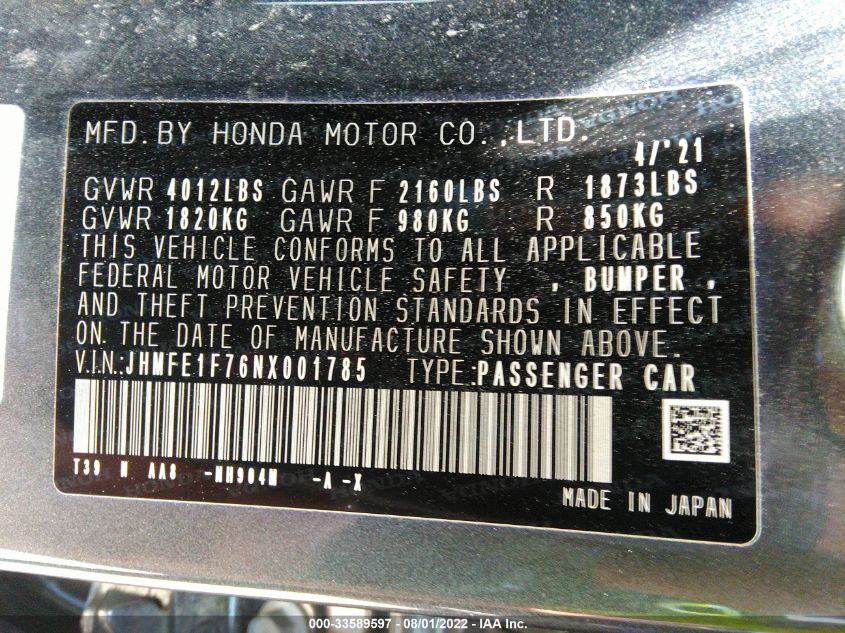 MFD. BY HONDA MOTOR CO., LTD. 4/'21
GVWR 4012LBS GAWR F 2160LBS R 1873LBS
GVWR 1820KG GAWR F 980KG R 850KG
THIS VEHICLE CONFORMS TO ALL APPLICABLE
FEDERAL MOTOR VEHICLE SAFETY , BUMPER ,
AND THEFT PREVENTION STANDARDS IN EFFECT
ON THE DATE OF MANUFACTURE SHOWN ABOVE.
V.I.N.: JHMFE1F76NX001785 TYPE: PASSENGER CAR
T39 N AA8 -NH904M -A -X
MADE IN JAPAN
000-33589597 - 08/01/2022 - IAA Inc.